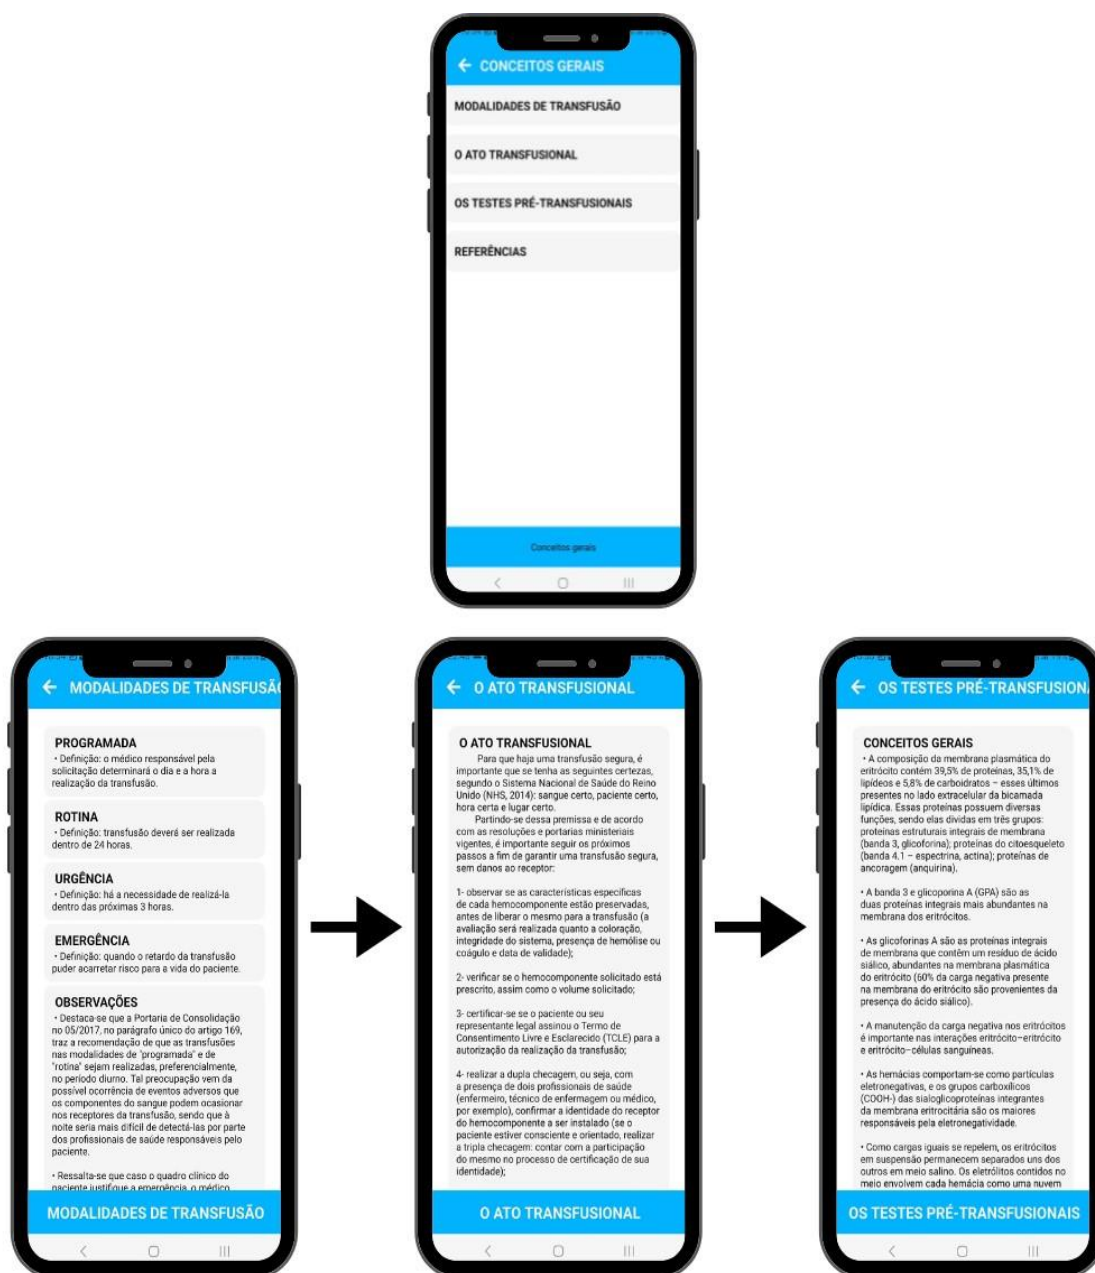 CONCEITOS GERAIS
MODALIDADES DE TRANSFUSÃO
O ATO TRANSFUSIONAL
OS TESTES PRÉ-TRANSFUSIONAIS
REFERÊNCIAS
Conceitos gerais
MODALIDADES DE TRANSFUSÃO
PROGRAMADA
• Definição: o médico responsável pela
solicitação determinará o dia e a hora a
realização da transfusão.
ROTINA
• Definição: transfusão deverá ser realizada
dentro de 24 horas.
URGÊNCIA
• Definição: há a necessidade de realizá-la
dentro das próximas 3 horas.
EMERGÊNCIA
• Definição: quando o retardo da transfusão
puder acarretar risco para a vida do paciente.
OBSERVAÇÕES
• Destaca-se que a Portaria de Consolidação
no 05/2017, no parágrafo único do artigo 169,
traz a recomendação de que as transfusões
nas modalidades de "programada" e de
"rotina" sejam realizadas, preferencialmente,
no período diurno. Tal preocupação vem da
possível ocorrência de eventos adversos que
os componentes do sangue podem ocasionar
nos receptores da transfusão, sendo que à
noite seria mais difícil de detectá-las por parte
dos profissionais de saúde responsáveis pelo
paciente.
• Ressalta-se que caso o quadro clínico do
paciente justifique a emergência, o médico
MODALIDADES DE TRANSFUSÃO
O ATO TRANSFUSIONAL
O ATO TRANSFUSIONAL
Para que haja uma transfusão segura, é
importante que se tenha as seguintes certezas,
segundo o Sistema Nacional de Saúde do Reino
Unido (NHS, 2014): sangue certo, paciente certo,
hora certa e lugar certo.
Partindo-se dessa premissa e de acordo
com as resoluções e portarias ministeriais
vigentes, é importante seguir os próximos
passos a fim de garantir uma transfusão segura,
sem danos ao receptor:
1- observar se as características específicas
de cada hemocomponente estão preservadas,
antes de liberar o mesmo para a transfusão (a
avaliação será realizada quanto a coloração,
integridade do sistema, presença de hemólise ou
coágulo e data de validade);
2- verificar se o hemocomponente solicitado está
prescrito, assim como o volume solicitado;
3- certificar-se se o paciente ou seu
representante legal assinou o Termo de
Consentimento Livre e Esclarecido (TCLE) para a
autorização da realização da transfusão;
4- realizar a dupla checagem, ou seja, com
a presença de dois profissionais de saúde
(enfermeiro, técnico de enfermagem ou médico,
por exemplo), confirmar a identidade do receptor
do hemocomponente a ser instalado (se o
paciente estiver consciente e orientado, realizar
a tripla checagem: contar com a participação
do mesmo no processo de certificação de sua
identidade);
O ATO TRANSFUSIONAL
OS TESTES PRÉ-TRANSFUSION
CONCEITOS GERAIS
• A composição da membrana plasmática do
eritrócito contém 39,5% de proteínas, 35,1% de
lipídeos e 5,8% de carboidratos – esses últimos
presentes no lado extracelular da bicamada
lipídica. Essas proteínas possuem diversas
funções, sendo elas dividas em três grupos:
proteínas estruturais integrais de membrana
(banda 3, glicoforina); proteínas do citoesqueleto
(banda 4.1 – espectrina, actina); proteínas de
ancoragem (anquirina).
• A banda 3 e glicoporina A (GPA) são as
duas proteínas integrais mais abundantes na
membrana dos eritrócitos.
• As glicoforinas A são as proteínas integrais
de membrana que contêm um resíduo de ácido
siálico, abundantes na membrana plasmática
do eritrócito (60% da carga negativa presente
na membrana do eritrócito são provenientes da
presença do ácido siálico).
• A manutenção da carga negativa nos eritrócitos
é importante nas interações eritrócito–eritrócito
e eritrócito–células sanguíneas.
• As hemácias comportam-se como partículas
eletronegativas, e os grupos carboxílicos
(COOH-) das sialoglicoproteínas integrantes
da membrana eritrocitária são os maiores
responsáveis pela eletronegatividade.
• Como cargas iguais se repelem, os eritrócitos
em suspensão permanecem separados uns dos
outros em meio salino. Os eletrólitos contidos no
meio envolvem cada hemácia como uma nuvem
OS TESTES PRÉ-TRANSFUSIONAIS